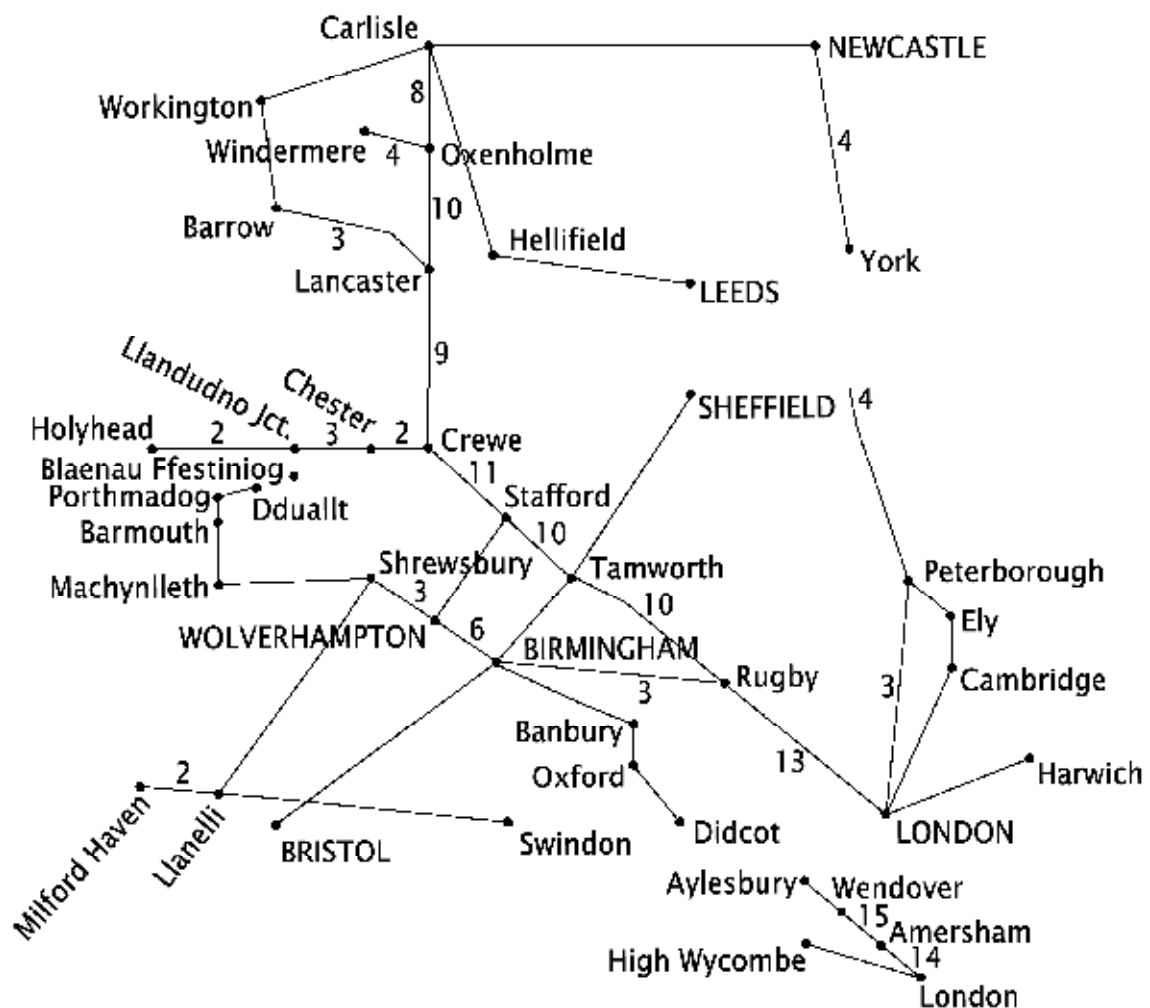 Carlisle
NEWCASTLE
8
Workington
4
Windermere
4
Oxenholme
10
Barrow
3
Hellifield
York
Lancaster
LEEDS
9
Llandudno Jct.
Chester
SHEFFIELD
4
Holyhead
2
3
2
Crewe
Blaenau Ffestiniog
11
Porthmadog
Dduallt
Stafford
Barmouth
10
Shrewsbury
Tamworth
Peterborough
Machynlleth
3
10
Ely
WOLVERHAMPTON
6
BIRMINGHAM
Rugby
3
Cambridge
3
Banbury
13
Oxford
Harwich
2
Milford Haven
Llanelli
BRISTOL
Swindon
Didcot
LONDON
Aylesbury
Wendover
15
Amersham
High Wycombe
14
London